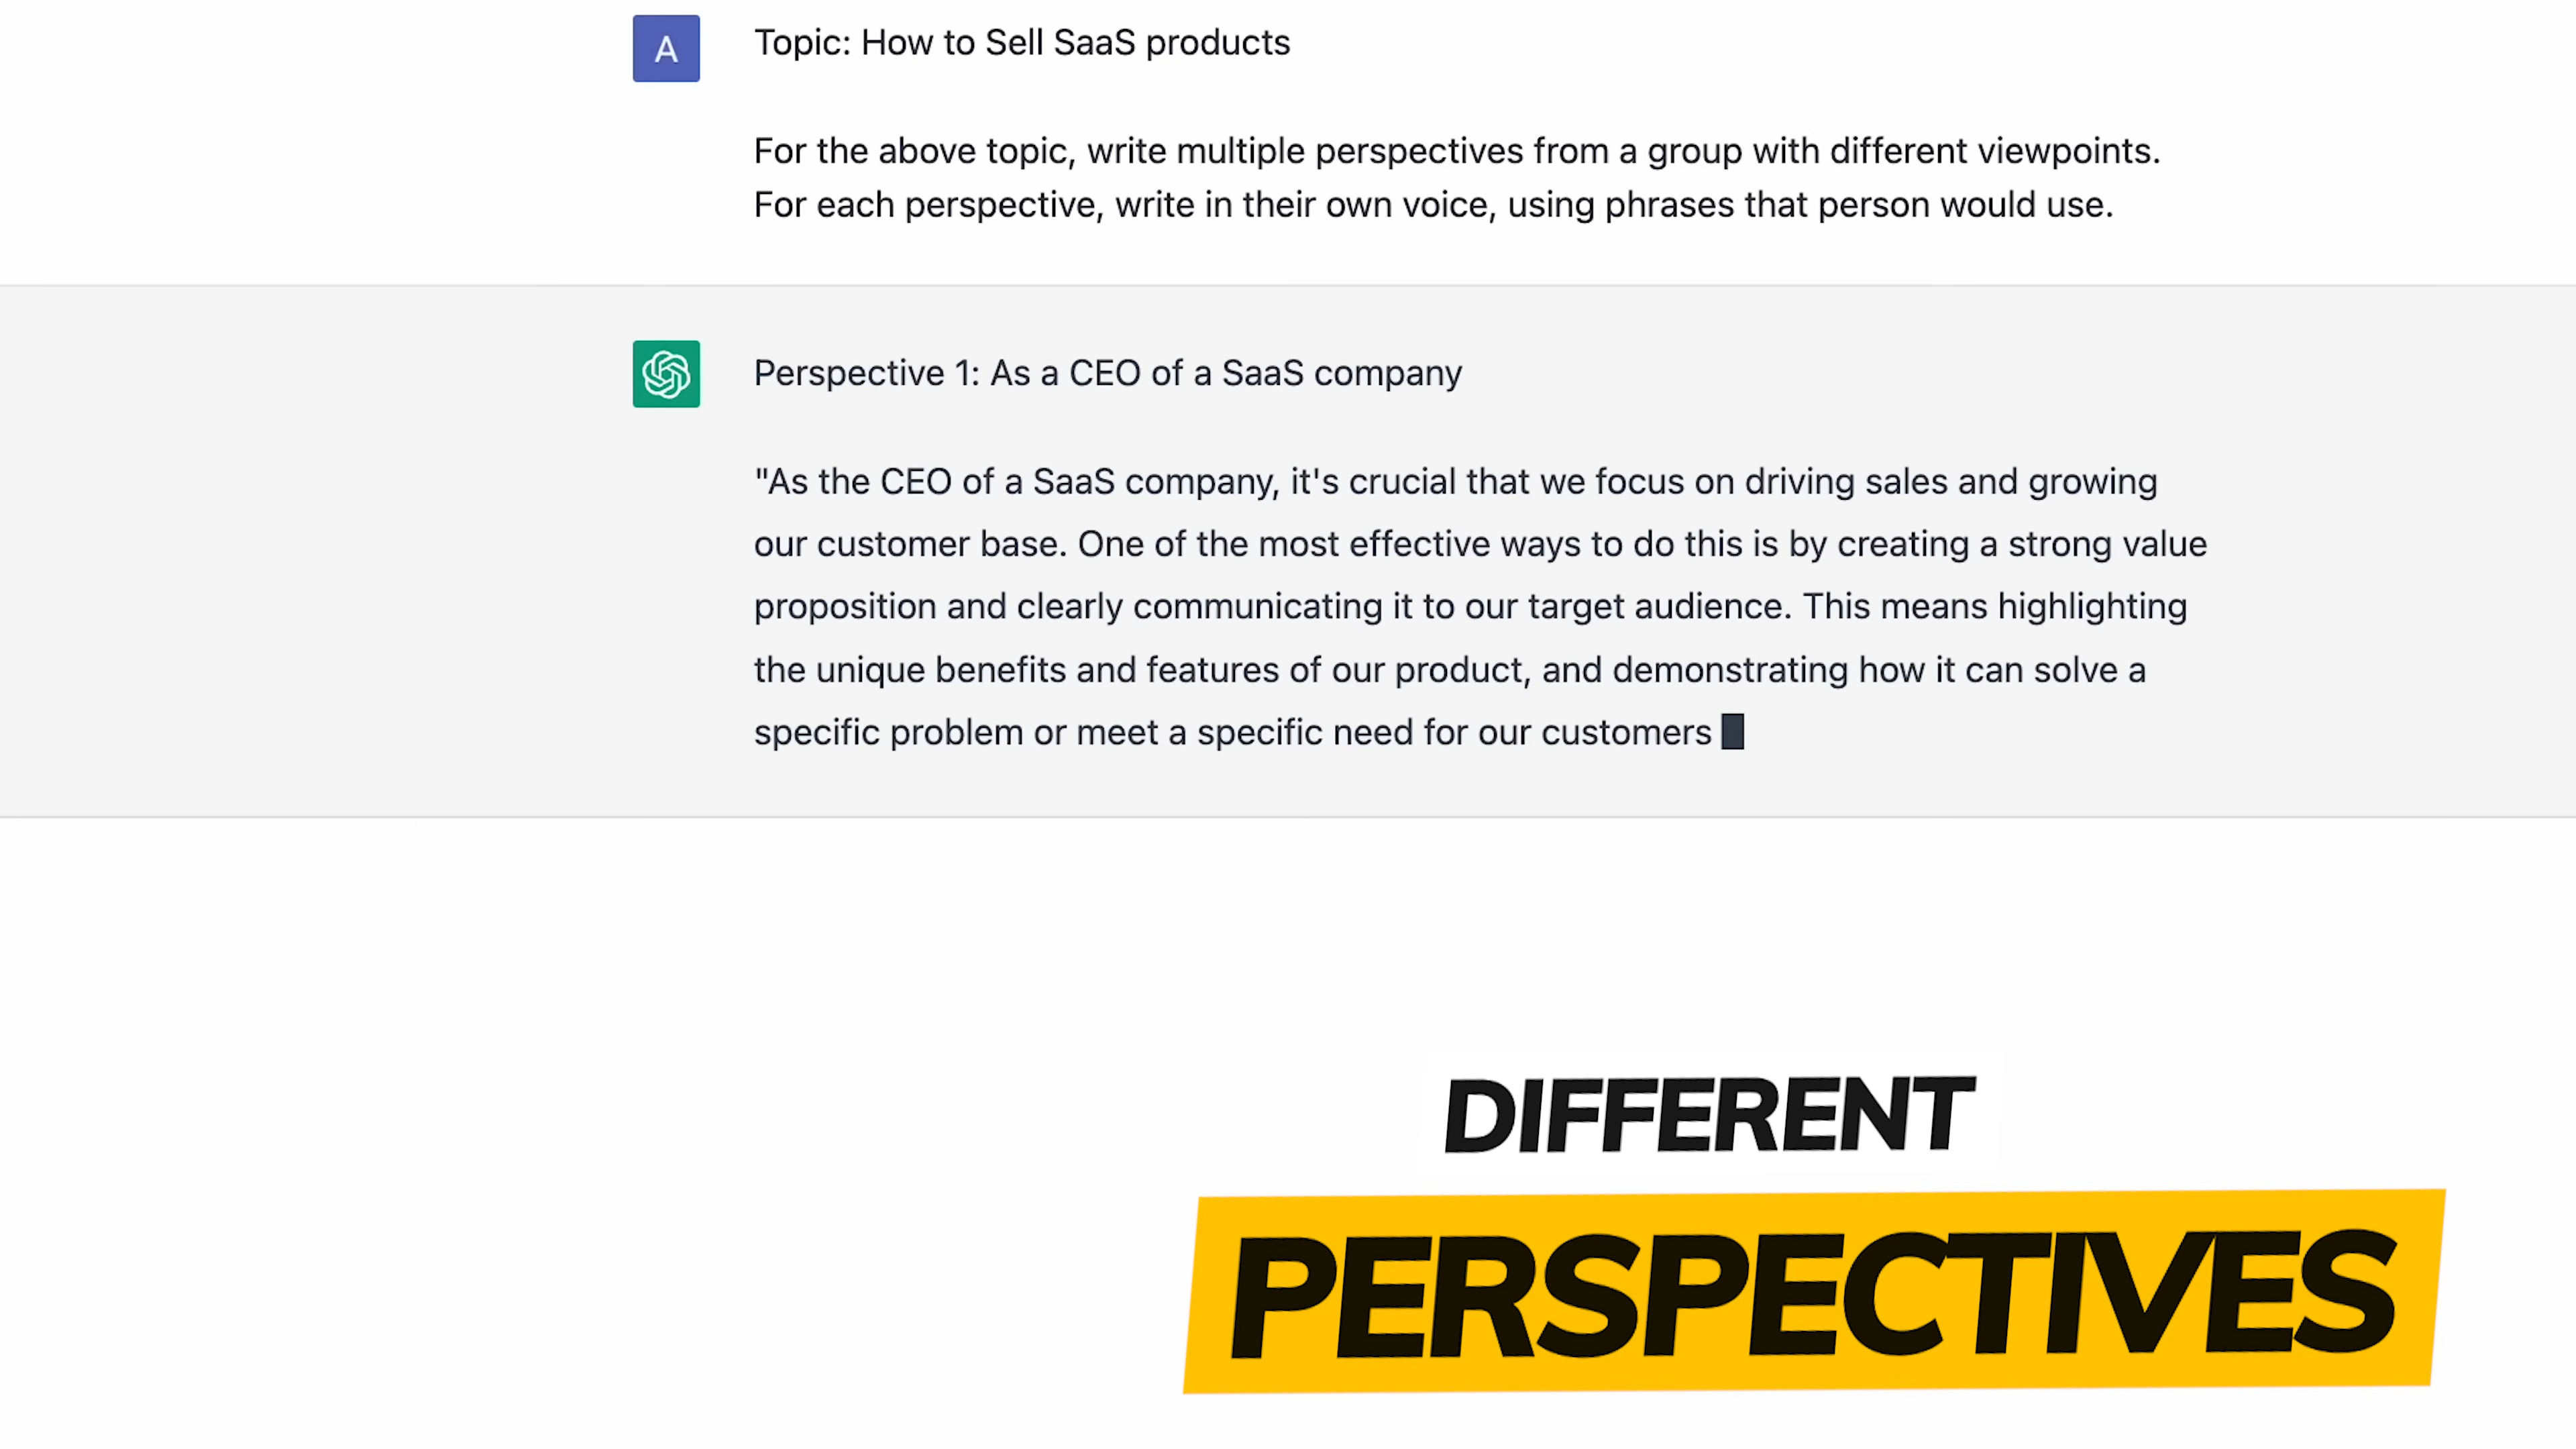 A
Topic: How to Sell SaaS products
For the above topic, write multiple perspectives from a group with different viewpoints.
For each perspective, write in their own voice, using phrases that person would use.
Perspective 1: As a CEO of a SaaS company
"As the CEO of a SaaS company, it's crucial that we focus on driving sales and growing
our customer base. One of the most effective ways to do this is by creating a strong value
proposition and clearly communicating it to our target audience. This means highlighting
the unique benefits and features of our product, and demonstrating how it can solve a
specific problem or meet a specific need for our customers
DIFFERENT
PERSPECTIVES